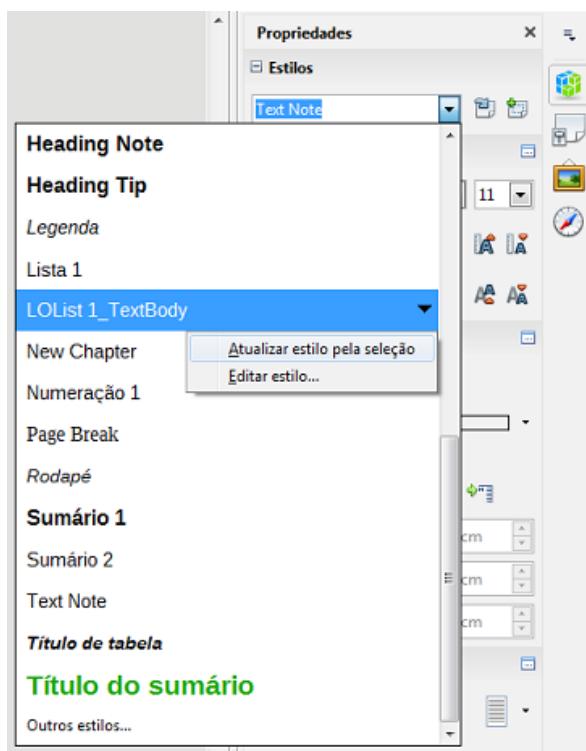 Propriedades
Estilos
Text Note
Heading Note
Heading Tip
11
Legenda
Lista 1
LOList 1_TextBody
New Chapter
Atualizar estilo pela seleção
Editar estilo...
Numeração 1
Page Break
Rodapé
Sumário 1
cm
Sumário 2
cm
Text Note
cm
Título de tabela
Título do sumário
Outros estilos...